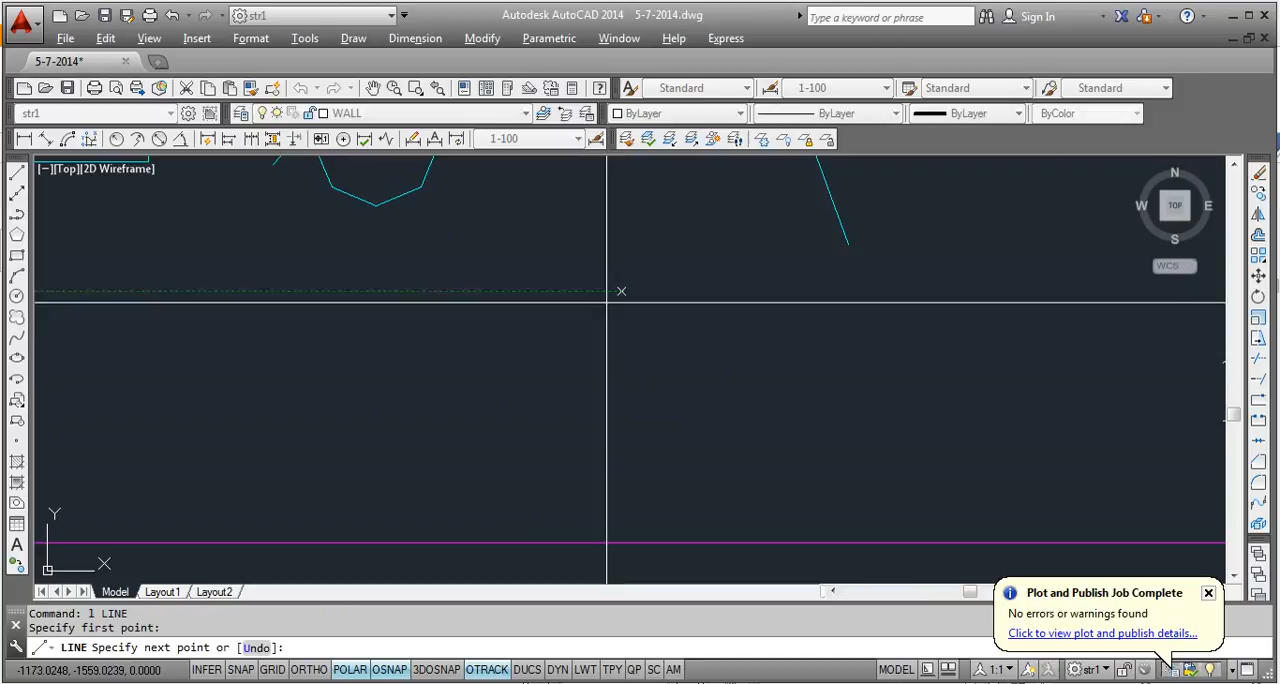 str1
Autodesk AutoCAD 2014 5-7-2014.dwg
Type a keyword or phrase
Sign In
File Edit View Insert Format Tools Draw Dimension Modify Parametric Window Help Express
5-7-2014*
Standard 1-100 Standard Standard
str1 WALL ByLayer ByLayer ByLayer ByColor
1-100
[−][Top][2D Wireframe]
N
W TOP E
S
WCS
Y
X
Model Layout1 Layout2
Plot and Publish Job Complete
No errors or warnings found
Click to view plot and publish details...
Command: l LINE
Specify first point:
LINE Specify next point or [Undo]:
-1173.0248, -1559.0239, 0.0000 INFER SNAP GRID ORTHO POLAR OSNAP 3DOSNAP OTRACK DUCS DYN LWT TPY QP SC AM MODEL 1:1 str1